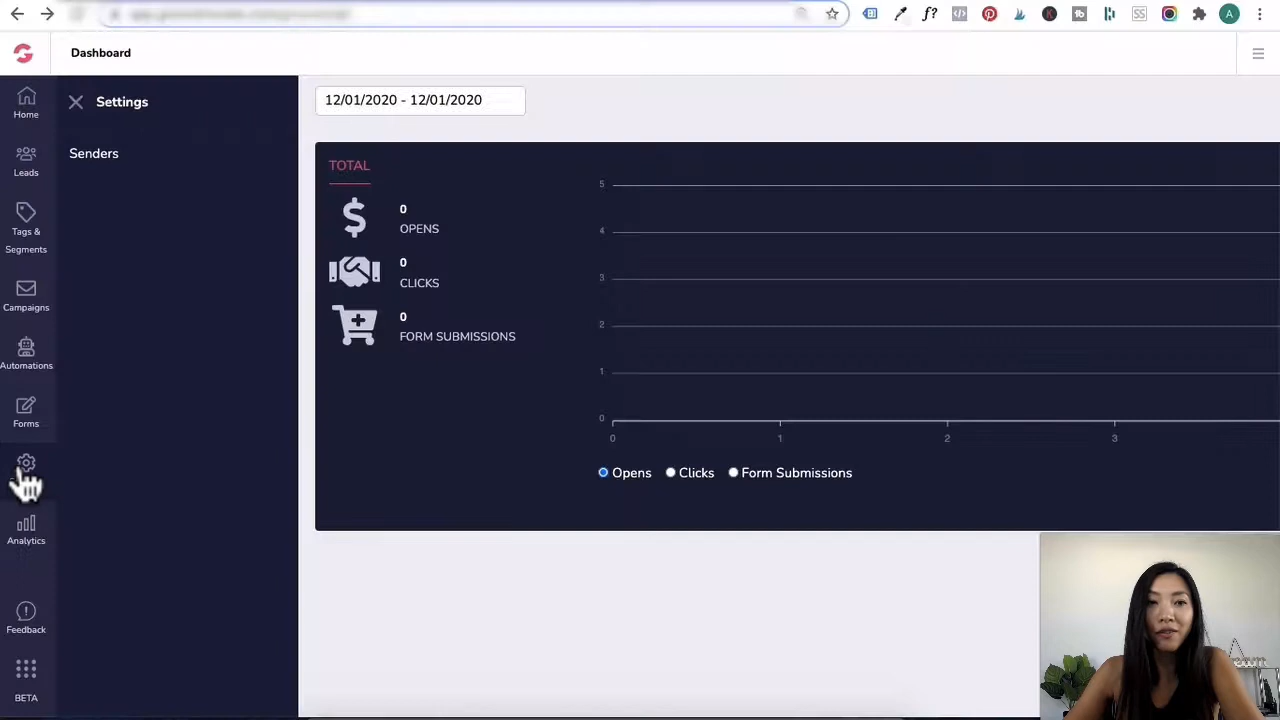 A
Dashboard
Settings
Senders
Home
Leads
Tags &
Segments
Campaigns
Automations
Forms
Analytics
Feedback
BETA
12/01/2020 - 12/01/2020
TOTAL
0
OPENS
0
CLICKS
0
FORM SUBMISSIONS
5
4
3
2
1
0
0 1 2 3
Opens Clicks Form Submissions
f?
SS